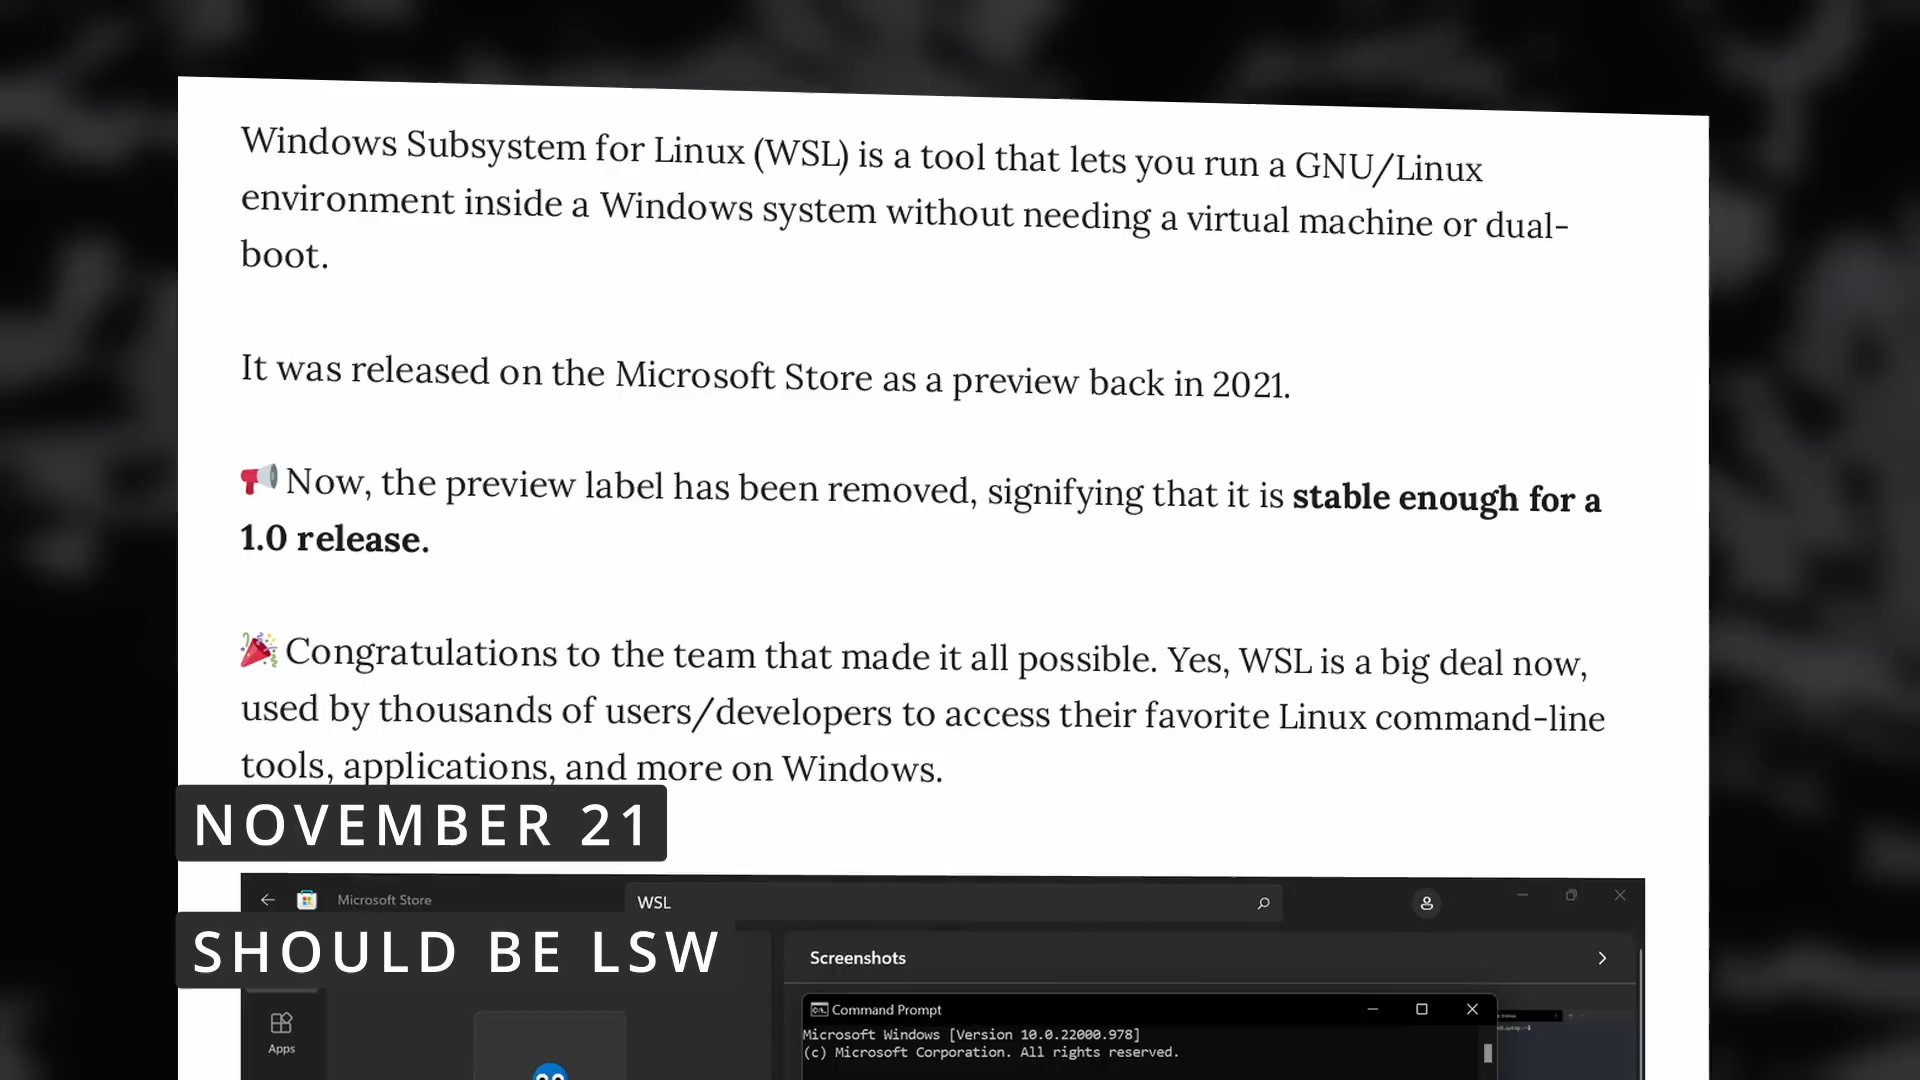 Windows Subsystem for Linux (WSL) is a tool that lets you run a GNU/Linux
environment inside a Windows system without needing a virtual machine or dual-
boot.
It was released on the Microsoft Store as a preview back in 2021.
📢 Now, the preview label has been removed, signifying that it is stable enough for a
1.0 release.
🎉 Congratulations to the team that made it all possible. Yes, WSL is a big deal now,
used by thousands of users/developers to access their favorite Linux command-line
tools, applications, and more on Windows.
NOVEMBER 21
Microsoft Store
WSL
SHOULD BE LSW
Screenshots
Command Prompt
Microsoft Windows [Version 10.0.22000.978]
(c) Microsoft Corporation. All rights reserved.
Apps